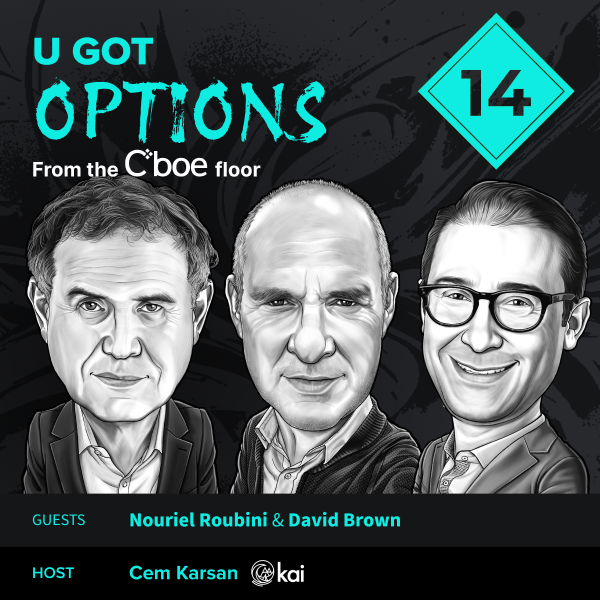 U GOT
OPTIONS
From the Cboe floor
14
GUESTS Nouriel Roubini & David Brown
HOST Cem Karsan kai